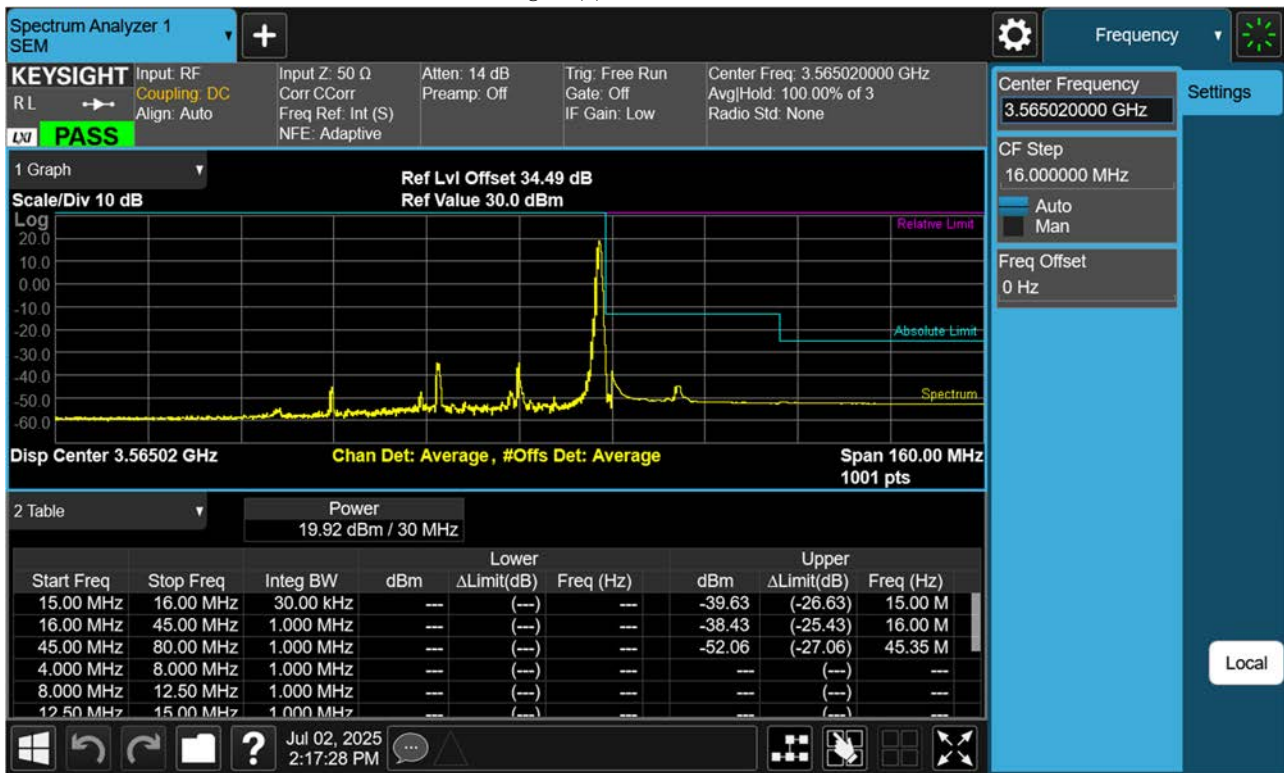 Spectrum Analyzer 1
SEM
Frequency
KEYSIGHT
RL
LXI
PASS
Input: RF
Coupling: DC
Align: Auto
Input Z: 50 Ω
Corr CCorr
Freq Ref: Int (S)
NFE: Adaptive
Atten: 14 dB
Preamp: Off
Trig: Free Run
Gate: Off
IF Gain: Low
Center Freq: 3.565020000 GHz
Avg|Hold: 100.00% of 3
Radio Std: None
Center Frequency
3.565020000 GHz
Settings
CF Step
16.000000 MHz
Auto
Man
Freq Offset
0 Hz
Local
1 Graph
Scale/Div 10 dB
Ref Lvl Offset 34.49 dB
Ref Value 30.0 dBm
Log
20.0
10.0
0.00
-10.0
-20.0
-30.0
-40.0
-50.0
-60.0
Relative Limit
Absolute Limit
Spectrum
Disp Center 3.56502 GHz
Chan Det: Average , #Offs Det: Average
Span 160.00 MHz
1001 pts
2 Table
Power
19.92 dBm / 30 MHz
Lower Upper
Start Freq Stop Freq Integ BW dBm ΔLimit(dB) Freq (Hz) dBm ΔLimit(dB) Freq (Hz)
15.00 MHz 16.00 MHz 30.00 kHz --- (---) --- -39.63 (-26.63) 15.00 M
16.00 MHz 45.00 MHz 1.000 MHz --- (---) --- -38.43 (-25.43) 16.00 M
45.00 MHz 80.00 MHz 1.000 MHz --- (---) --- -52.06 (-27.06) 45.35 M
4.000 MHz 8.000 MHz 1.000 MHz --- (---) --- --- (---) ---
8.000 MHz 12.50 MHz 1.000 MHz --- (---) --- --- (---) ---
12.50 MHz 15.00 MHz 1.000 MHz --- (---) --- --- (---) ---
?
Jul 02, 2025
2:17:28 PM